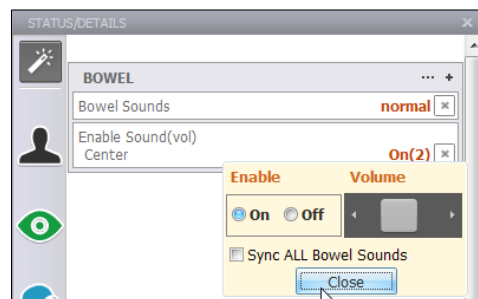 STATUS/DETAILS
BOWEL
Bowel Sounds normal
Enable Sound(vol)
Center On(2)
Enable Volume
On Off
Sync ALL Bowel Sounds
Close